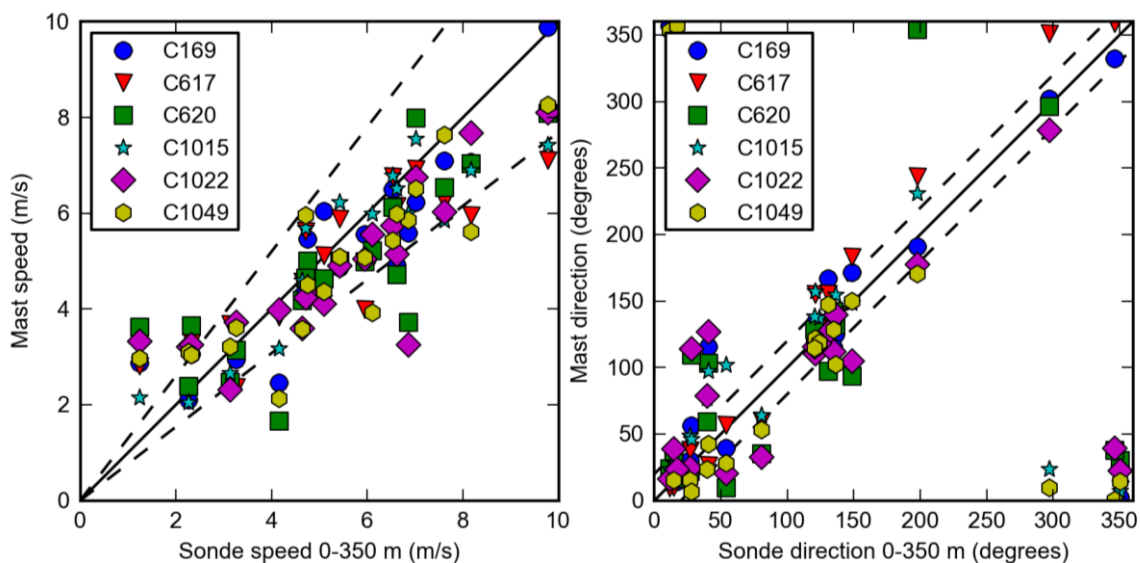 Mast speed (m/s)
10
8
6
4
2
0
C169
C617
C620
C1015
C1022
C1049
0 2 4 6 8 10
Sonde speed 0-350 m (m/s)
Mast direction (degrees)
350
300
250
200
150
100
50
0
C169
C617
C620
C1015
C1022
C1049
0 50 100 150 200 250 300 350
Sonde direction 0-350 m (degrees)